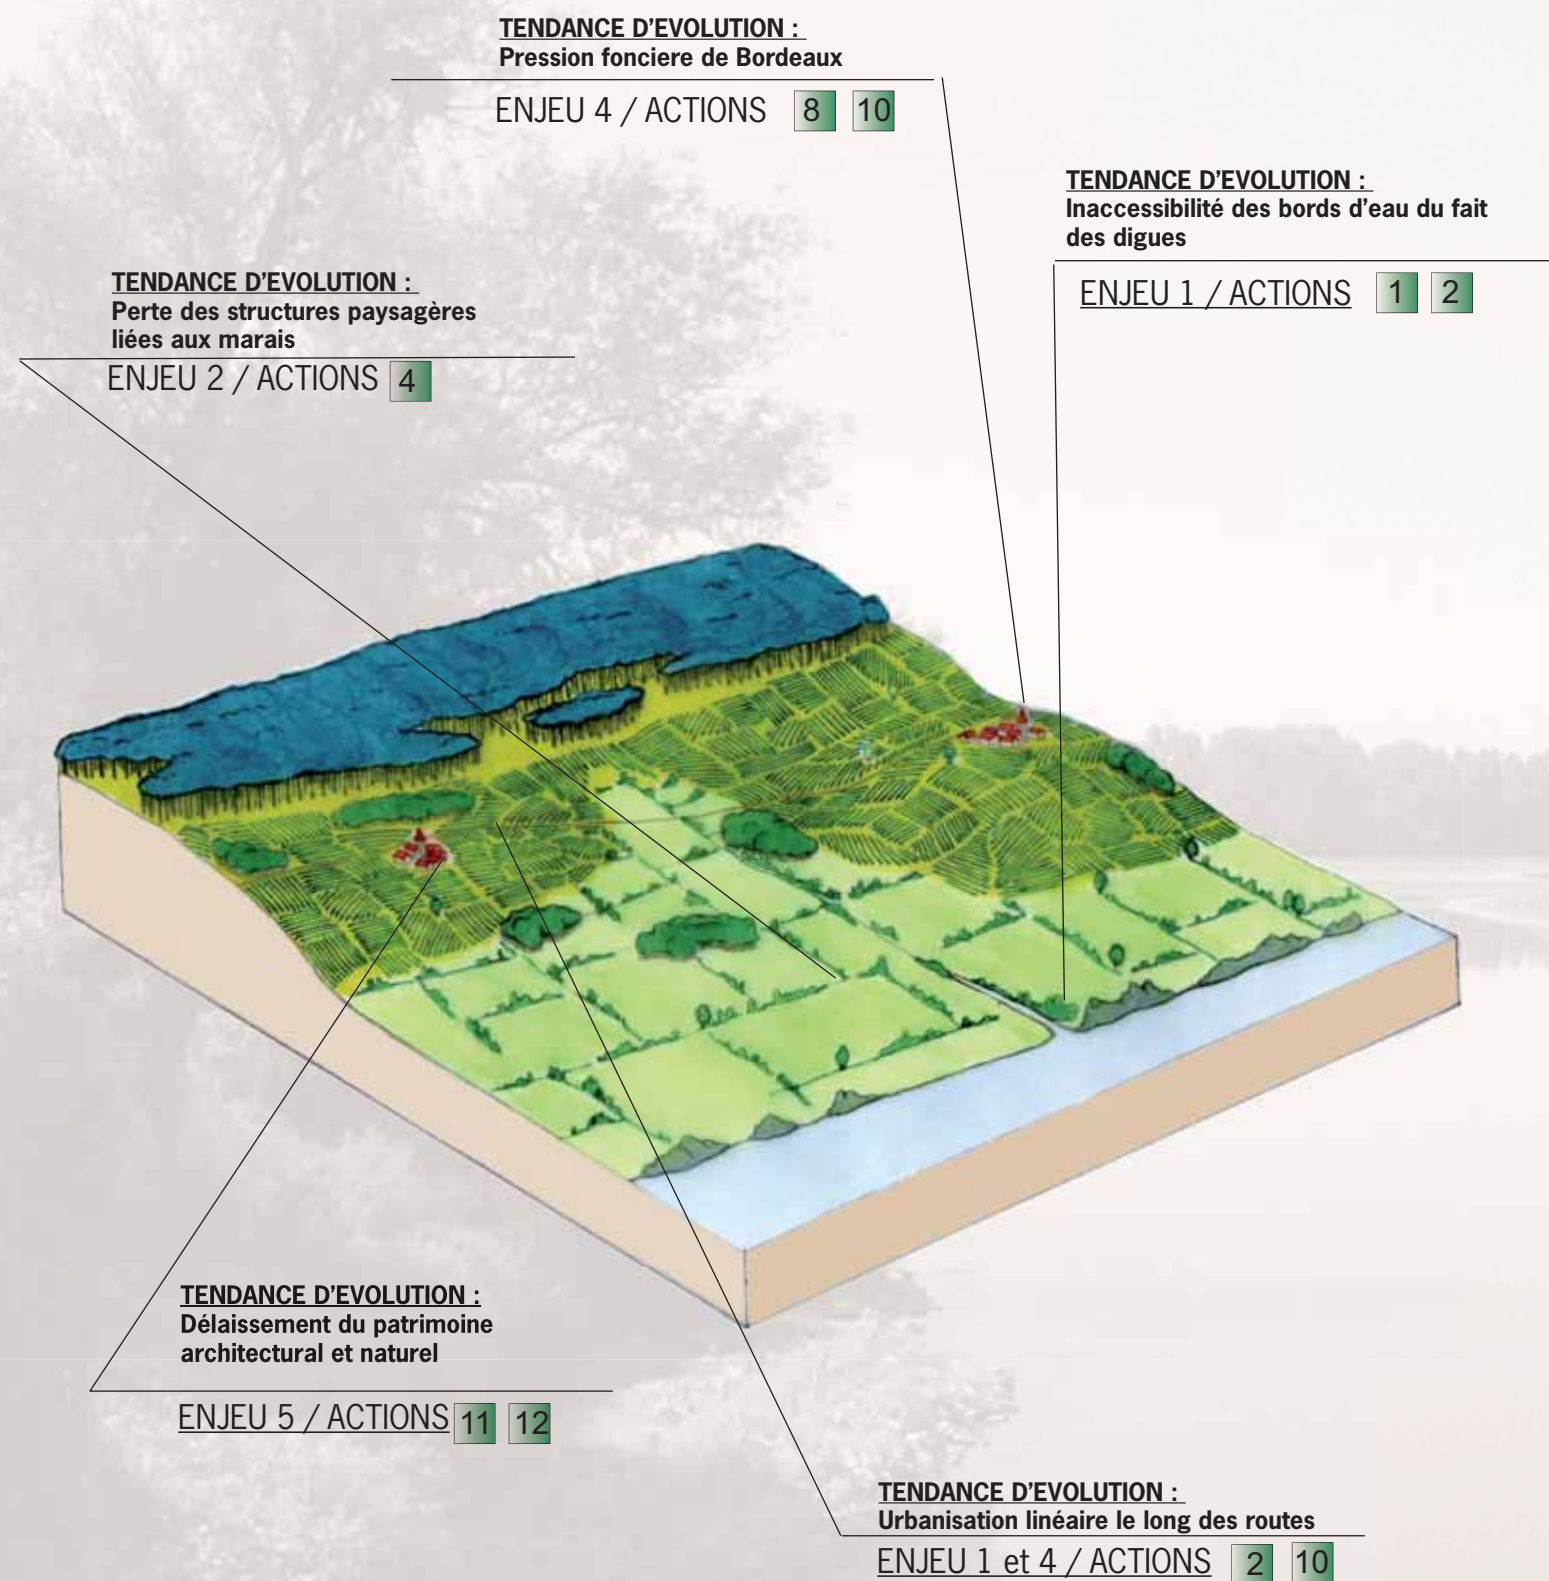 TENDANCE D'EVOLUTION :
Pression fonciere de Bordeaux
ENJEU 4 / ACTIONS 8 10
TENDANCE D'EVOLUTION :
Inaccessibilité des bords d'eau du fait
des digues
ENJEU 1 / ACTIONS 1 2
TENDANCE D'EVOLUTION :
Perte des structures paysagères
liées aux marais
ENJEU 2 / ACTIONS 4
TENDANCE D'EVOLUTION :
Délaissement du patrimoine
architectural et naturel
ENJEU 5 / ACTIONS 11 12
TENDANCE D'EVOLUTION :
Urbanisation linéaire le long des routes
ENJEU 1 et 4 / ACTIONS 2 10